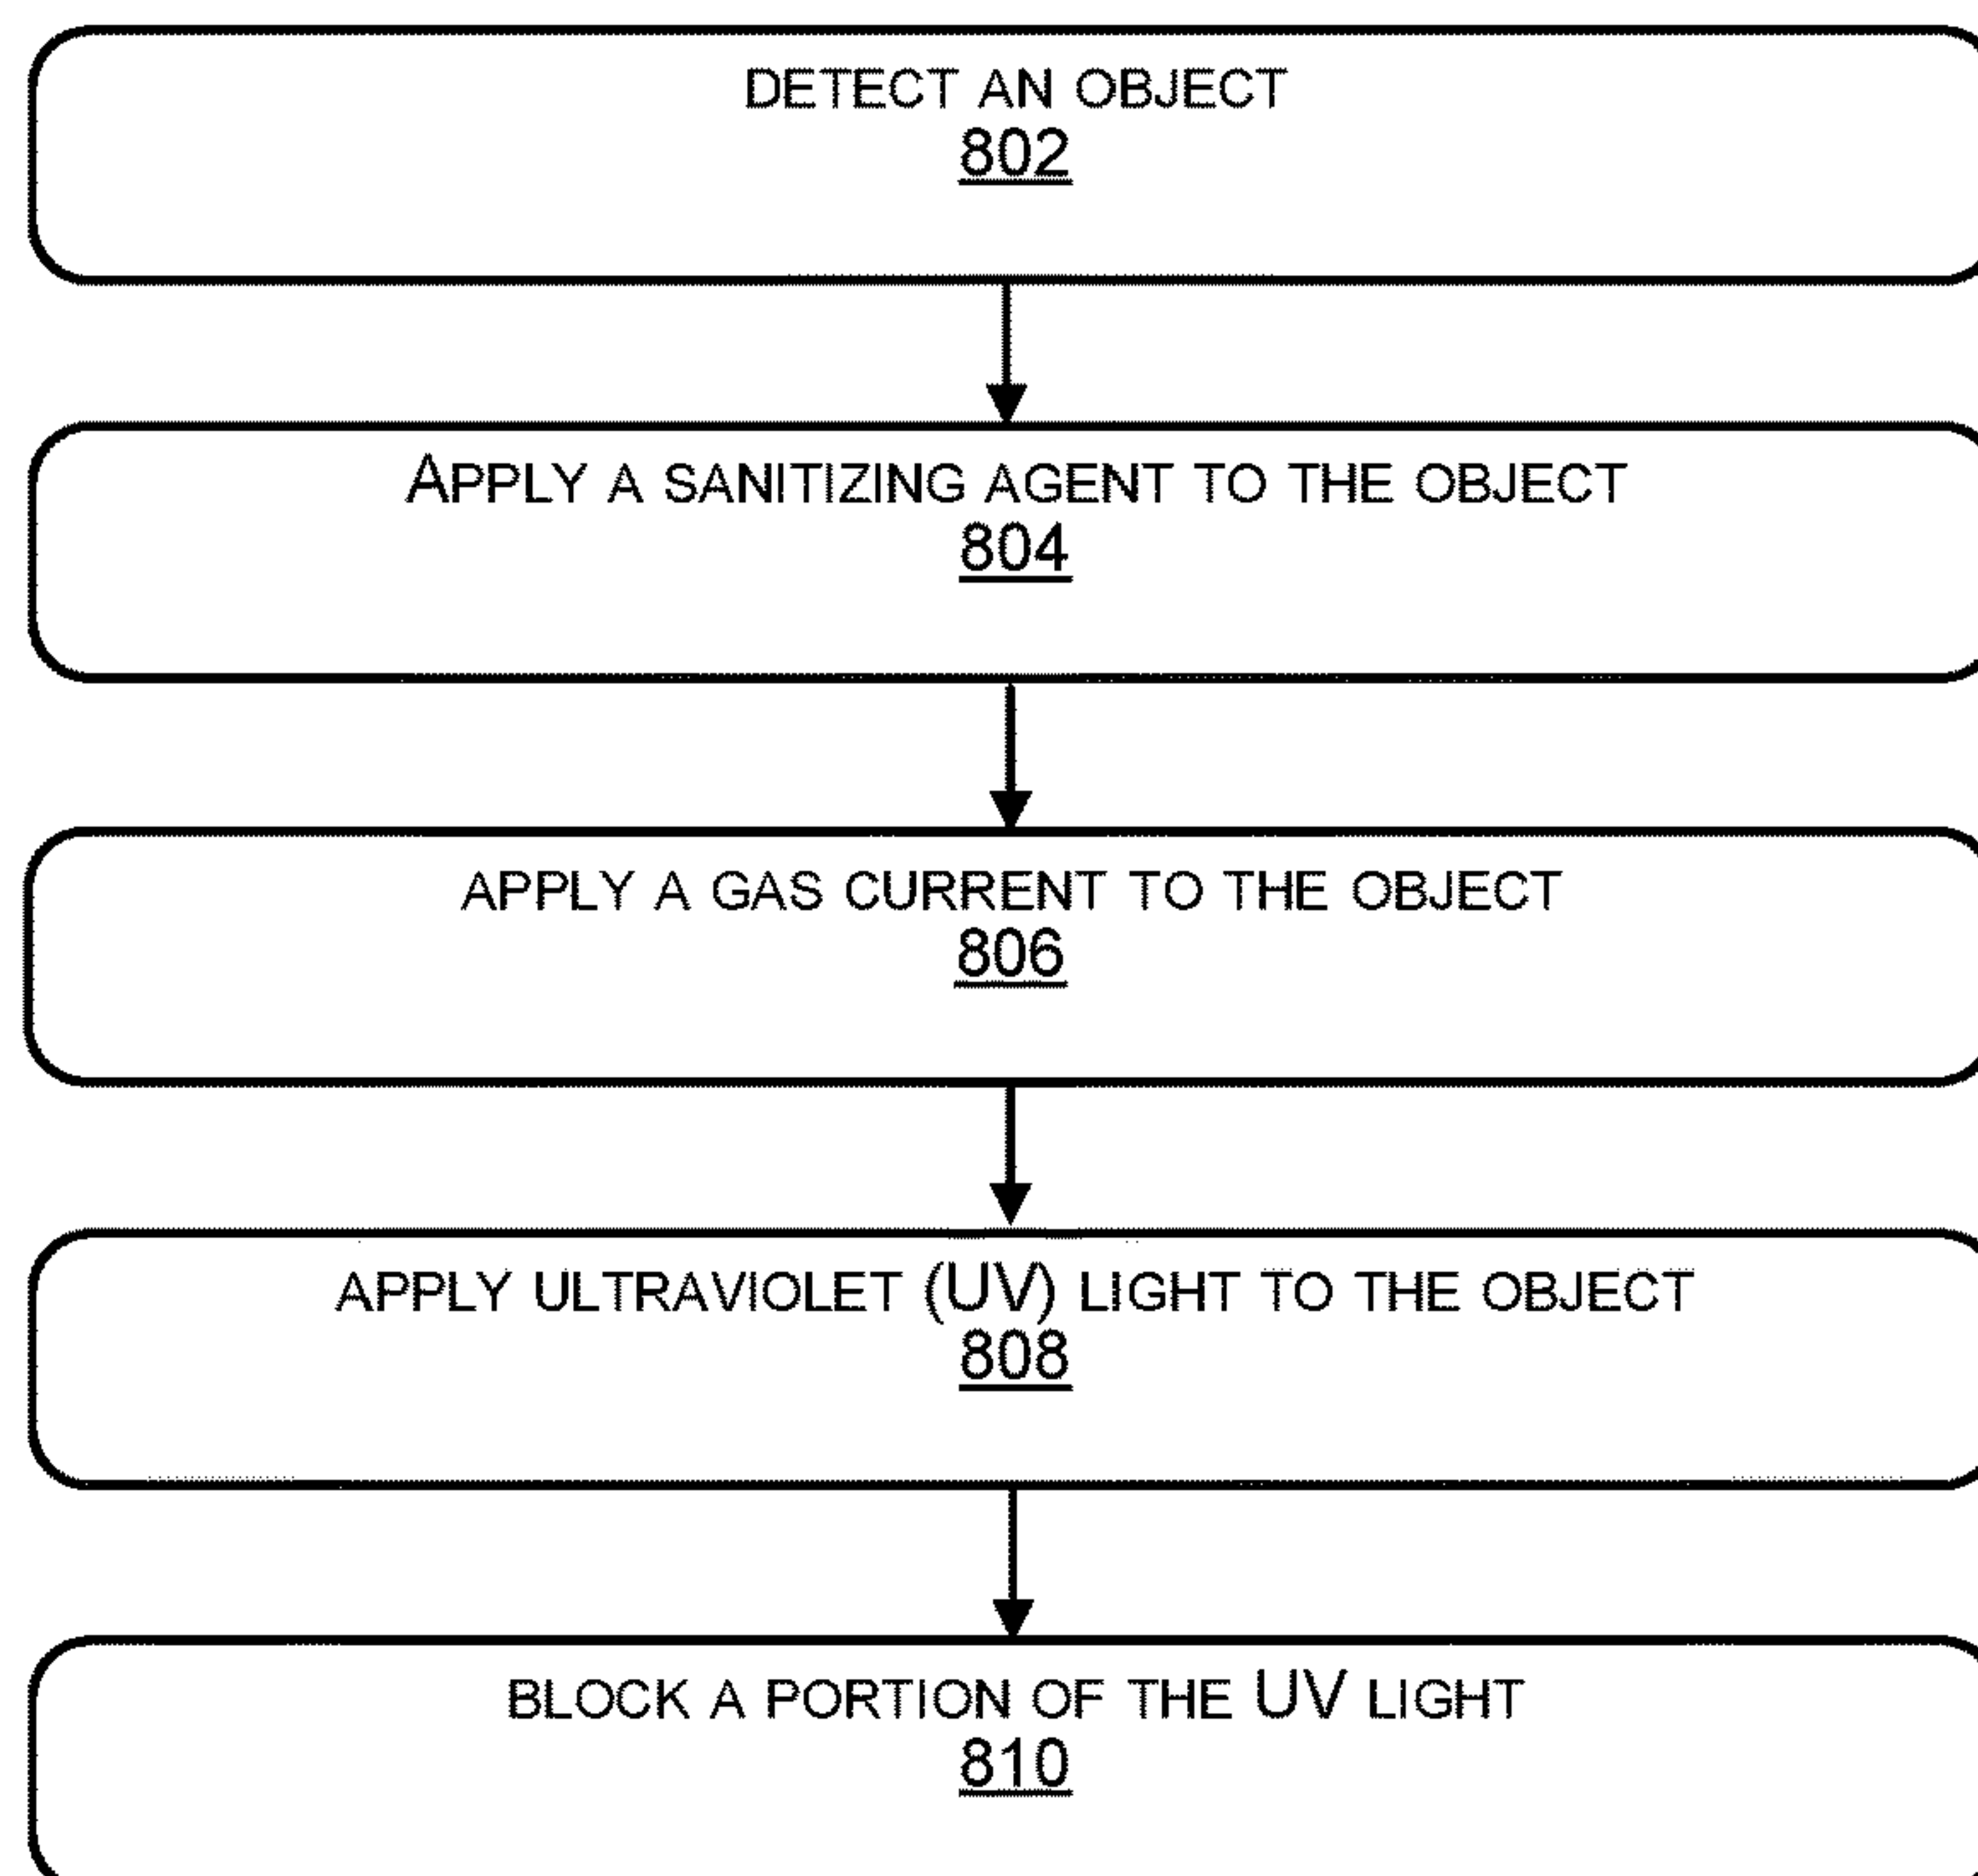 DETECT AN OBJECT
802
APPLY A SANITIZING AGENT TO THE OBJECT
804
APPLY A GAS CURRENT TO THE OBJECT
806
APPLY ULTRAVIOLET (UV) LIGHT TO THE OBJECT
808
BLOCK A PORTION OF THE UV LIGHT
810